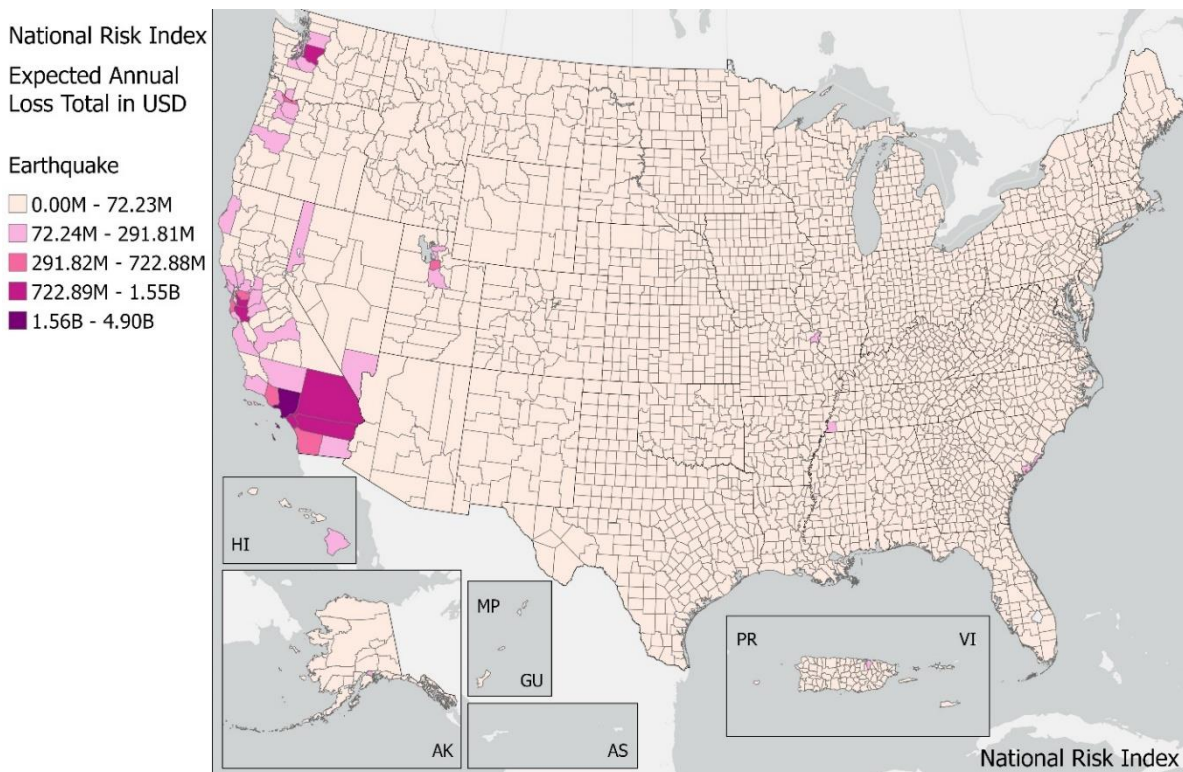 National Risk Index
Expected Annual
Loss Total in USD
Earthquake
0.00M - 72.23M
72.24M - 291.81M
291.82M - 722.88M
722.89M - 1.55B
1.56B - 4.90B
HI
AK
MP
GU
AS
PR
VI
National Risk Index